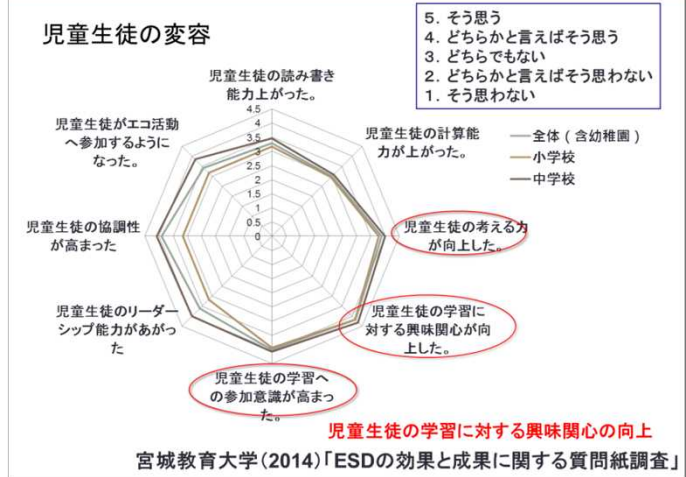 児童生徒の変容
5. そう思う
4. どちらかと言えばそう思う
3. どちらでもない
2. どちらかと言えばそう思わない
1. そう思わない
児童生徒の読み書き
能力上がった。
児童生徒の計算能
力が上がった。
児童生徒の考える力
が向上した。
児童生徒の学習に
対する興味関心が向
上した。
児童生徒の学習へ
の参加意識が高まっ
た。
児童生徒のリーダー
シップ能力があがっ
た
児童生徒の協調性
が高まった
児童生徒がエコ活動
へ参加するように
なった。
4.5
4
3.5
3
2.5
2
1.5
1
0.5
0
全体(含幼稚園)
小学校
中学校
児童生徒の学習に対する興味関心の向上
宮城教育大学(2014)「ESDの効果と成果に関する質問紙調査」